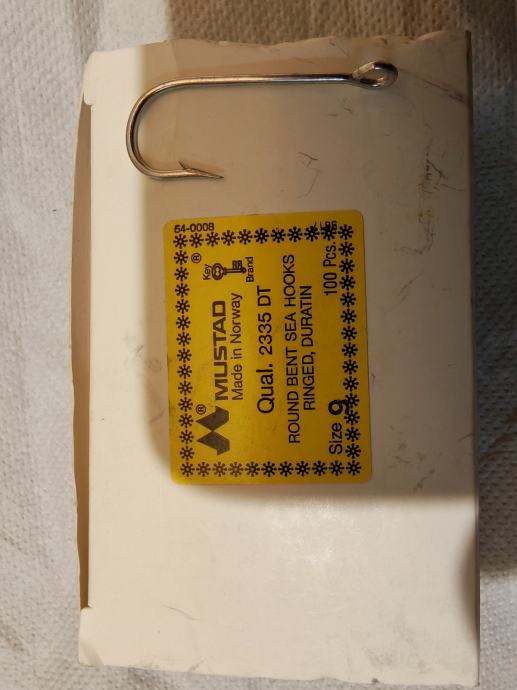 54-0008
® MUSTAD ®
Made in Norway
Key Brand
Qual. 2335 DT
ROUND BENT SEA HOOKS
RINGED, DURATIN
Size 9 100 Pcs.